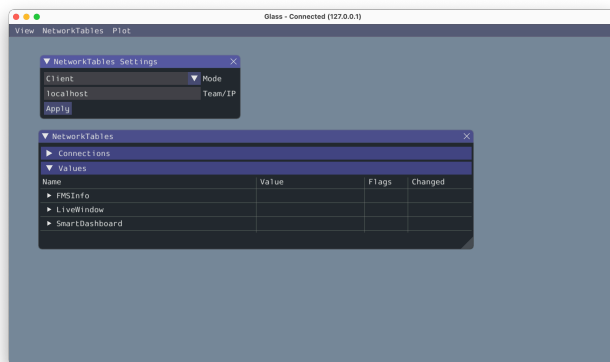 Glass - Connected (127.0.0.1)
View NetworkTables Plot
NetworkTables Settings
Client Mode
localhost Team/IP
Apply
NetworkTables
Connections
Values
Name Value Flags Changed
FMSInfo
LiveWindow
SmartDashboard